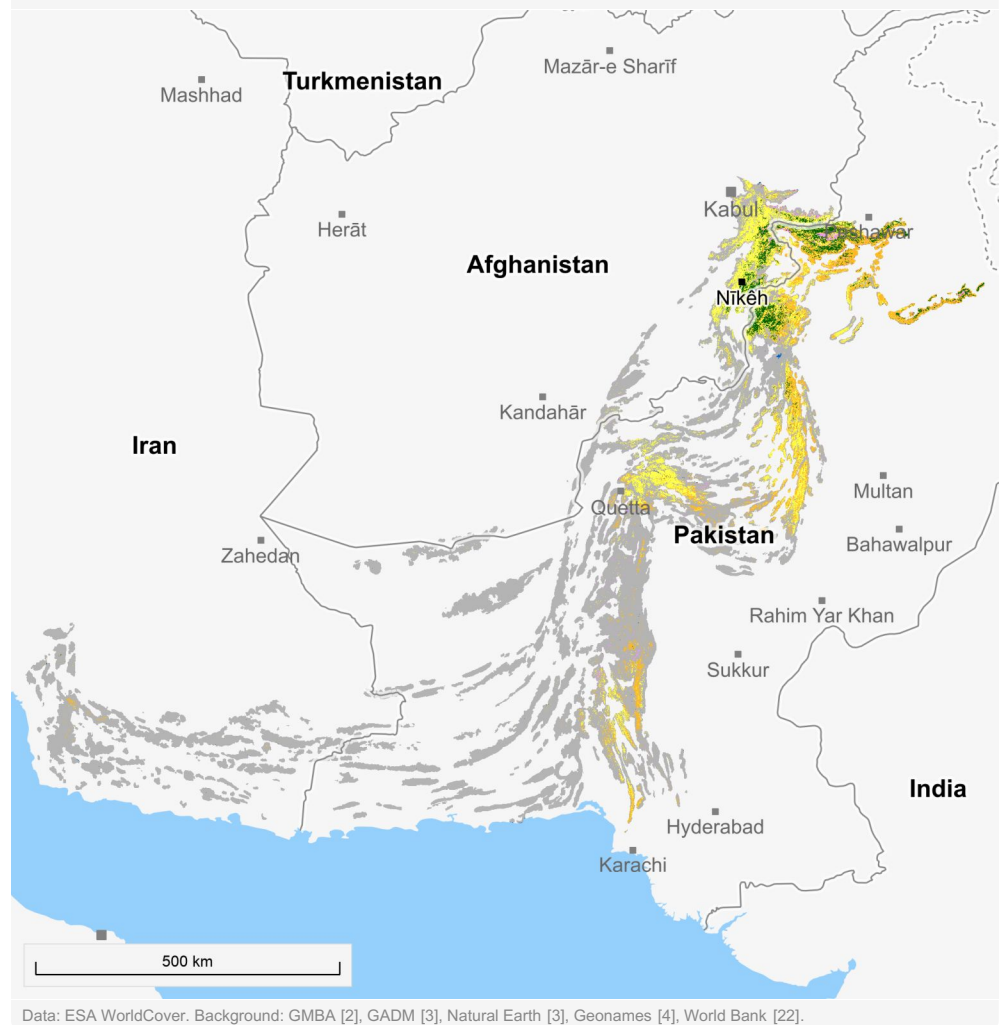 Turkmenistan
Mazār-e Sharīf
Mashhad
Kabul
Herāt
Peshawar
Afghanistan
Nīkêh
Kandahār
Iran
Multan
Quetta
Pakistan
Zahedan
Bahawalpur
Rahim Yar Khan
Sukkur
India
Hyderabad
Karachi
500 km
Data: ESA WorldCover. Background: GMBA [2], GADM [3], Natural Earth [3], Geonames [4], World Bank [22].